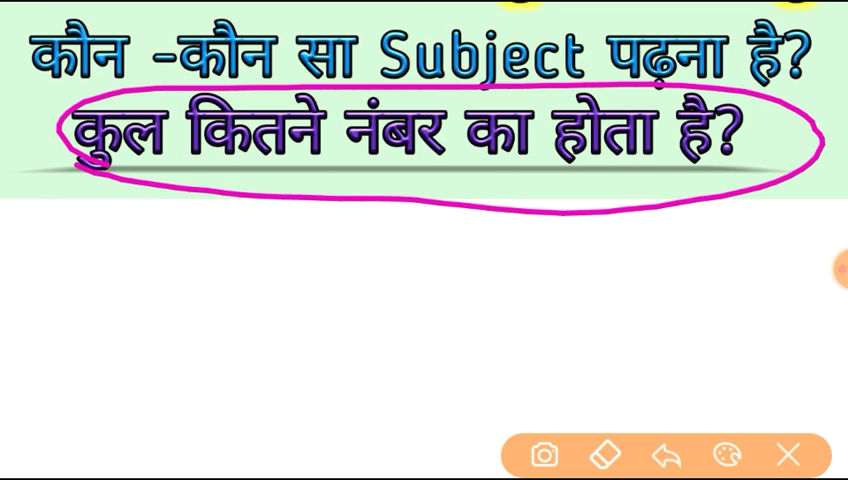 कौन -कौन सा Subject पढ़ना है?
कुल कितने नंबर का होता है?